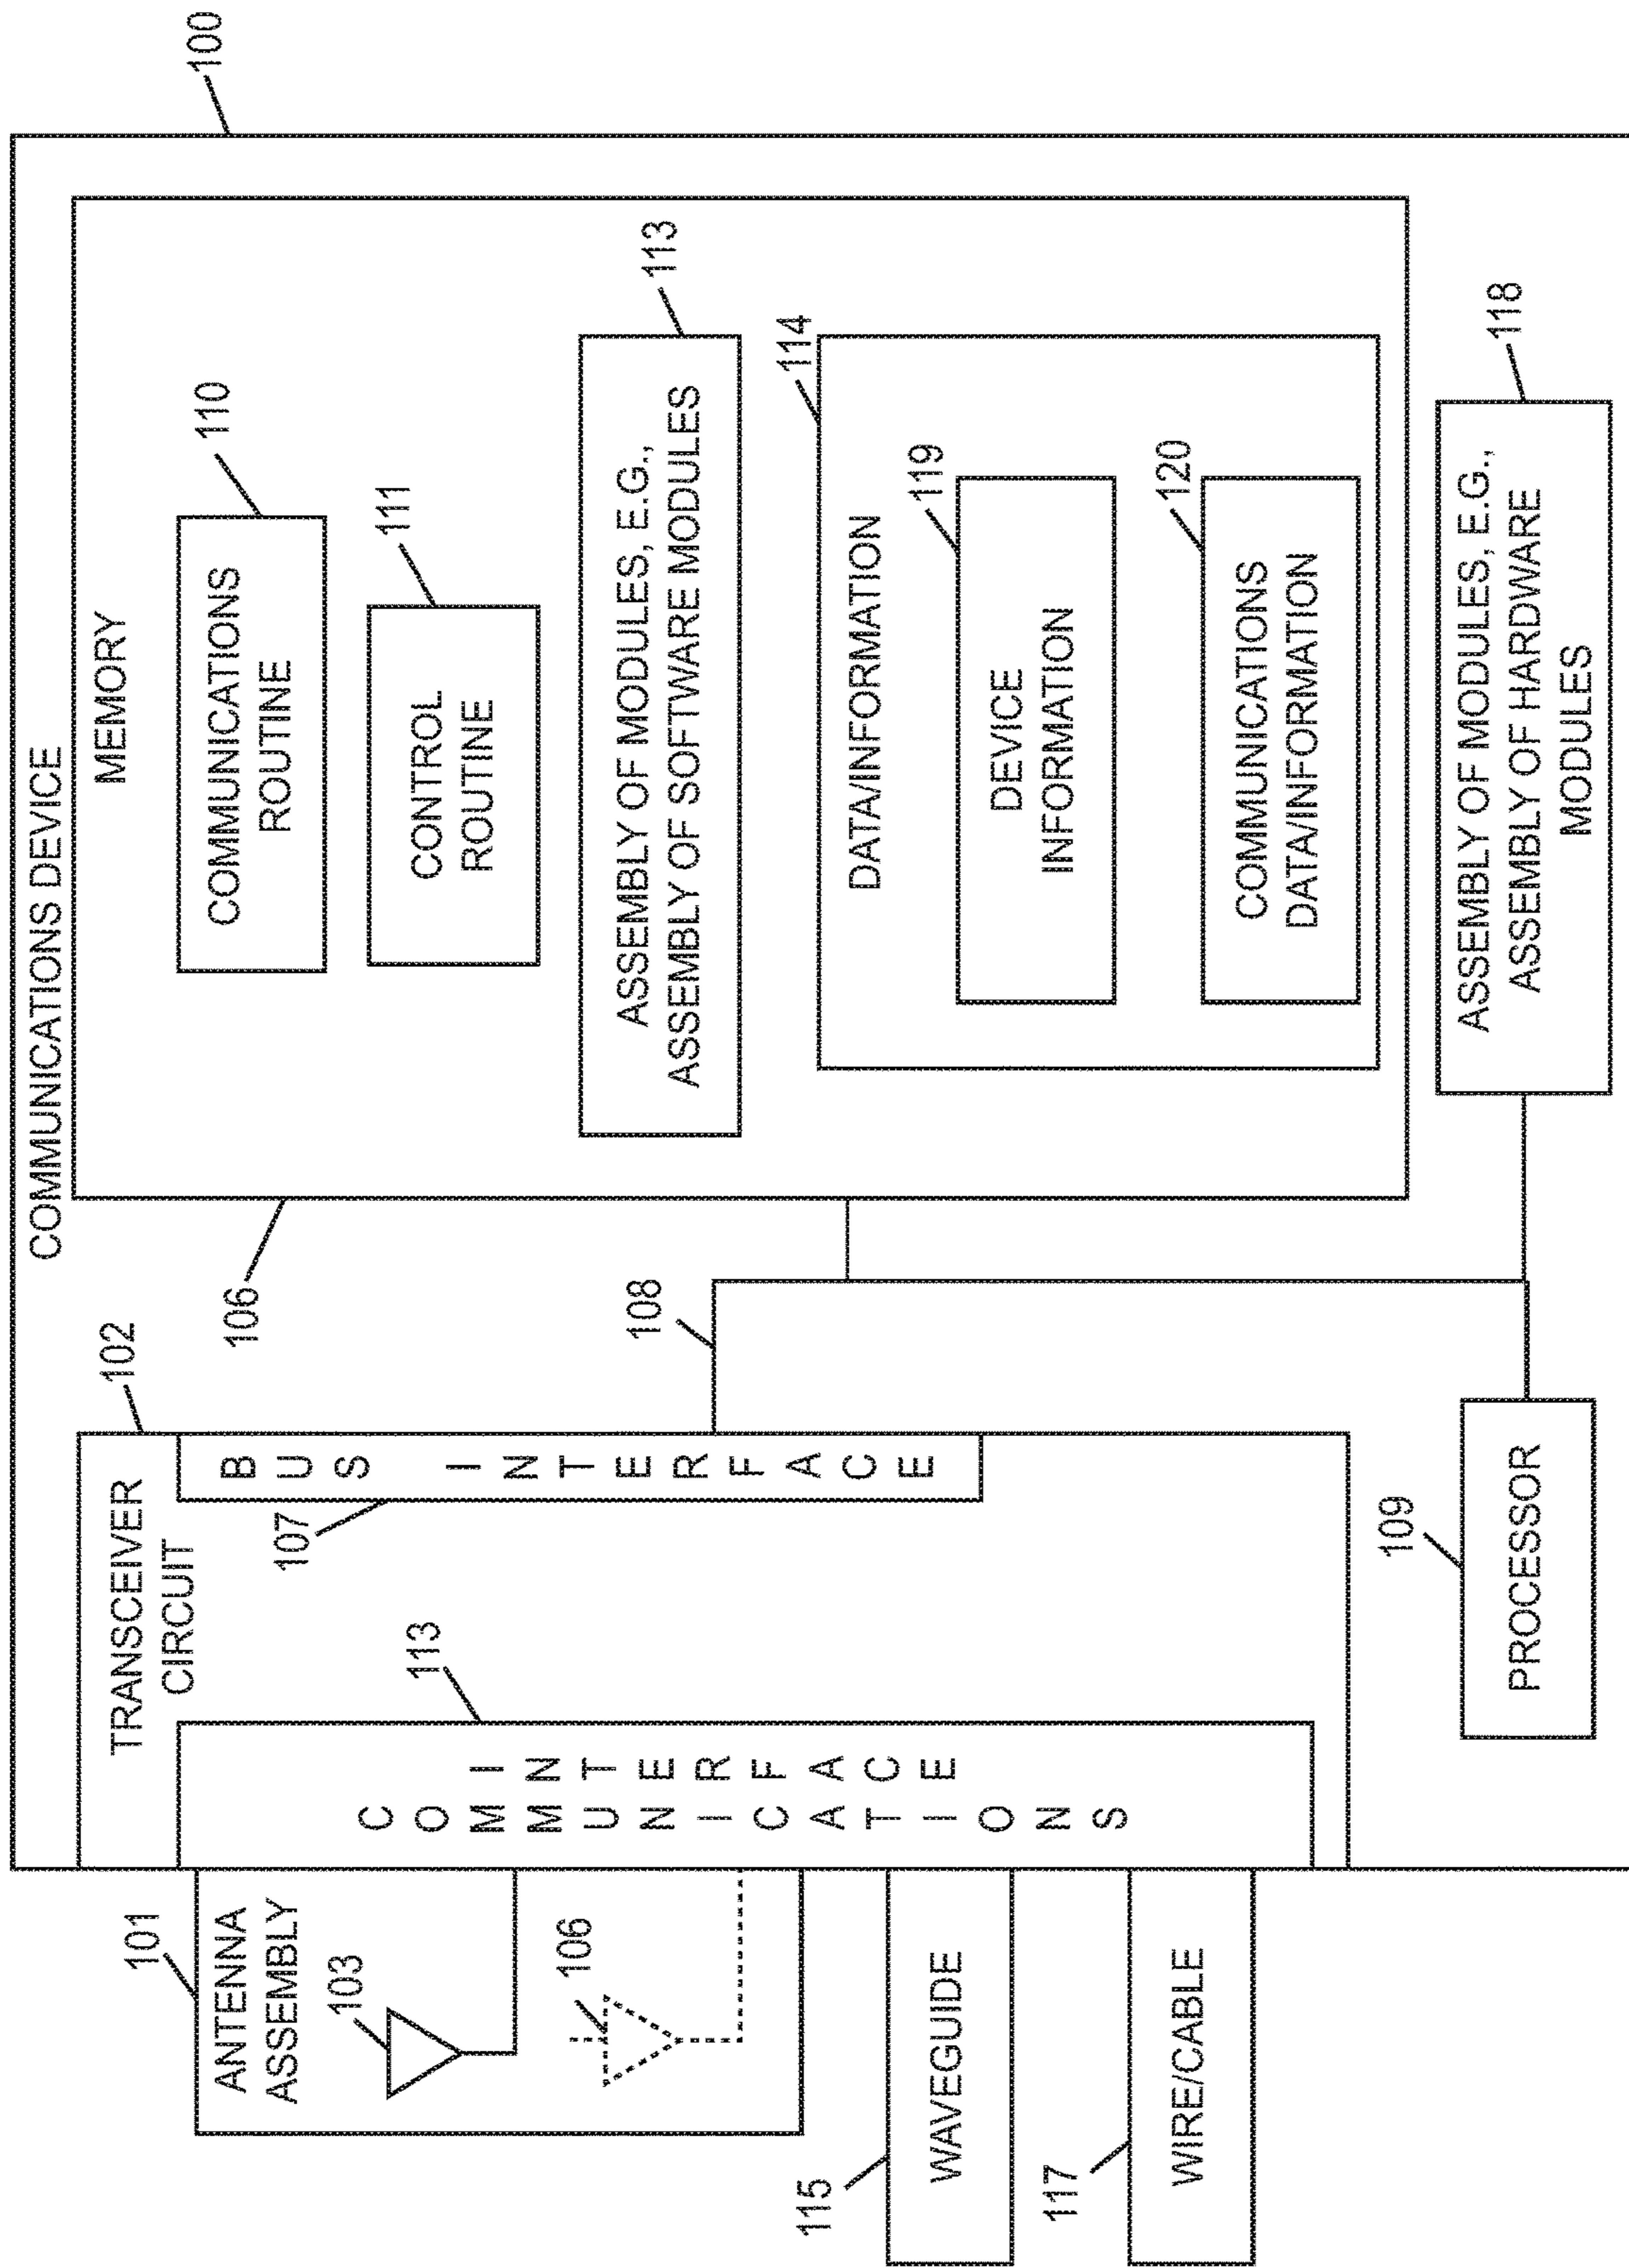 COMMUNICATIONS DEVICE
100
ANTENNA
ASSEMBLY
101
103
106
WAVEGUIDE
115
WIRE/CABLE
117
TRANSCEIVER
CIRCUIT
102
COMMUNICATIONS
INTERFACE
113
BUS INTERFACE
107
108
PROCESSOR
109
106
MEMORY
COMMUNICATIONS
ROUTINE
110
CONTROL
ROUTINE
111
ASSEMBLY OF MODULES, E.G.,
ASSEMBLY OF SOFTWARE MODULES
113
DATA/INFORMATION
114
DEVICE
INFORMATION
119
COMMUNICATIONS
DATA/INFORMATION
120
ASSEMBLY OF MODULES, E.G.,
ASSEMBLY OF HARDWARE
MODULES
118